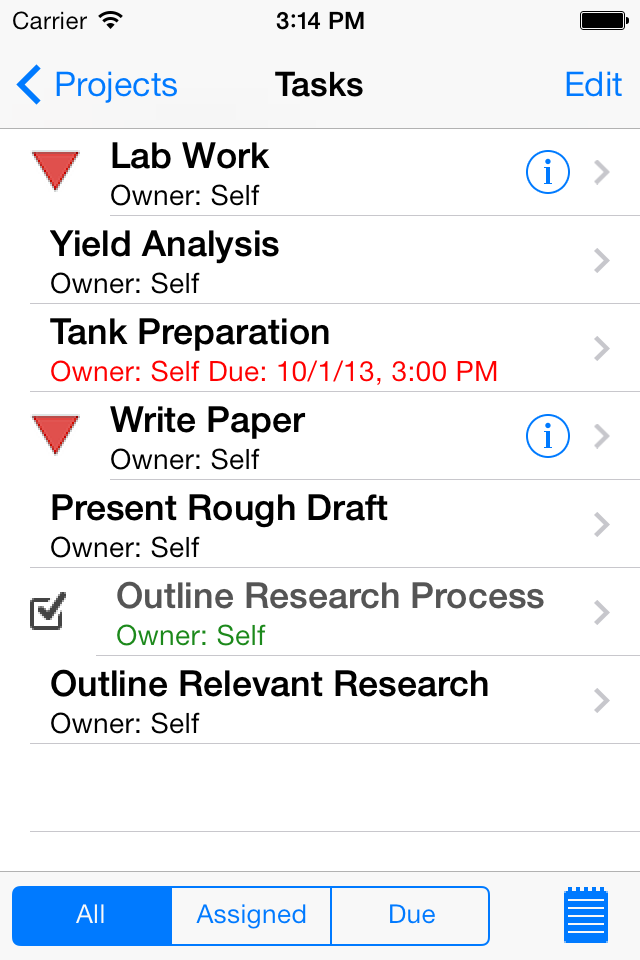 Carrier 3:14 PM
Projects Tasks Edit
Lab Work
Owner: Self
Yield Analysis
Owner: Self
Tank Preparation
Owner: Self Due: 10/1/13, 3:00 PM
Write Paper
Owner: Self
Present Rough Draft
Owner: Self
Outline Research Process
Owner: Self
Outline Relevant Research
Owner: Self
All Assigned Due